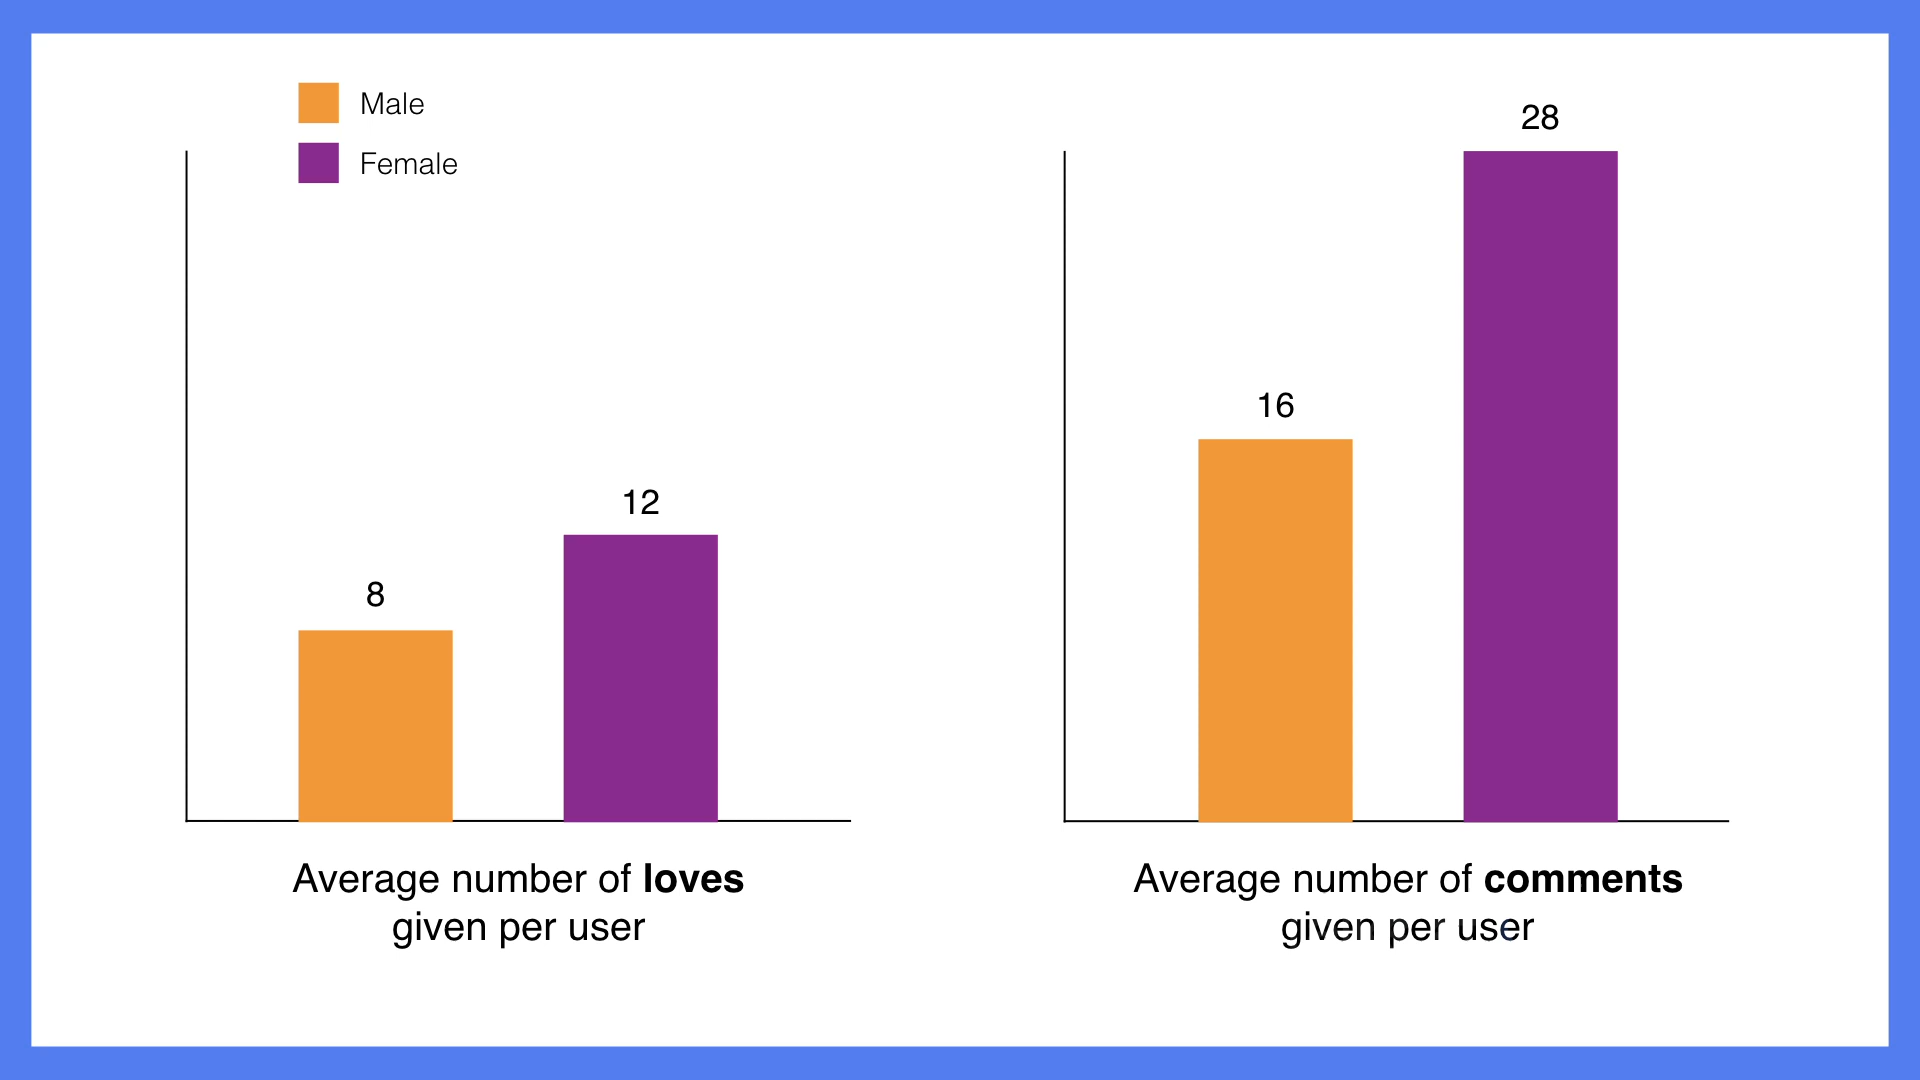 Male
Female
8
12
Average number of loves
given per user
16
28
Average number of comments
given per user